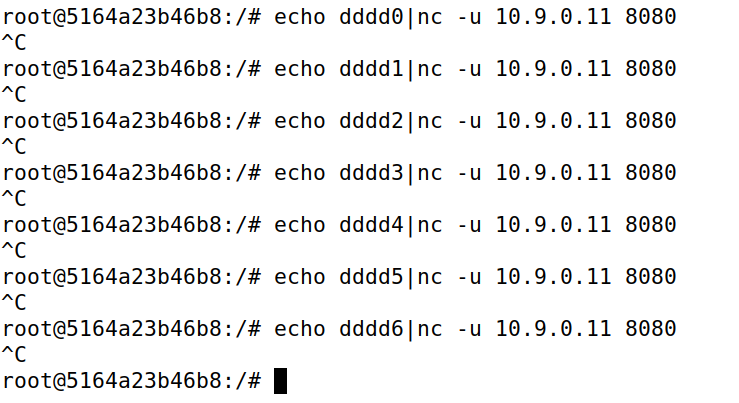 root@5164a23b46b8:/# echo dddd0|nc -u 10.9.0.11 8080
^C
root@5164a23b46b8:/# echo dddd1|nc -u 10.9.0.11 8080
^C
root@5164a23b46b8:/# echo dddd2|nc -u 10.9.0.11 8080
^C
root@5164a23b46b8:/# echo dddd3|nc -u 10.9.0.11 8080
^C
root@5164a23b46b8:/# echo dddd4|nc -u 10.9.0.11 8080
^C
root@5164a23b46b8:/# echo dddd5|nc -u 10.9.0.11 8080
^C
root@5164a23b46b8:/# echo dddd6|nc -u 10.9.0.11 8080
^C
root@5164a23b46b8:/#